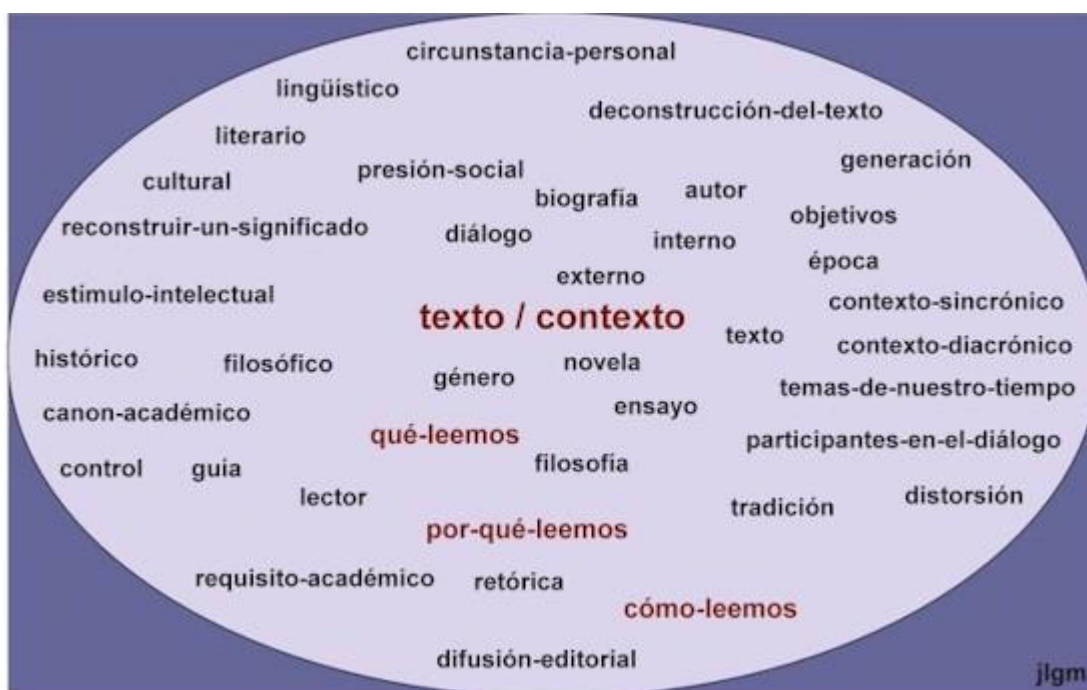 circunstancia-personal
lingüístico
deconstrucción-del-texto
literario
generación
presión-social
cultural
autor
biografía
objetivos
reconstruir-un-significado
diálogo
interno
época
externo
estímulo-intelectual
contexto-sincrónico
texto / contexto
texto
contexto-diacrónico
histórico
filosófico
novela
género
temas-de-nuestro-tiempo
ensayo
canon-académico
qué-leemos
participantes-en-el-diálogo
filosofía
control
guía
lector
distorsión
tradición
por-qué-leemos
requisito-académico
retórica
cómo-leemos
difusión-editorial
jlgm